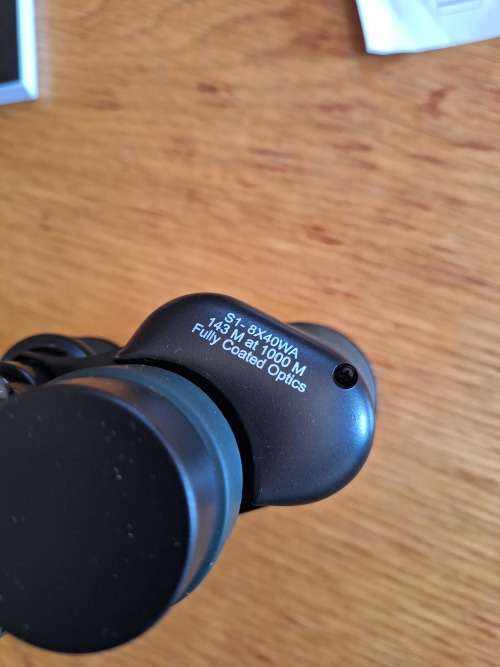 S1- 8X40WA
143 M at 1000 M
Fully Coated Optics